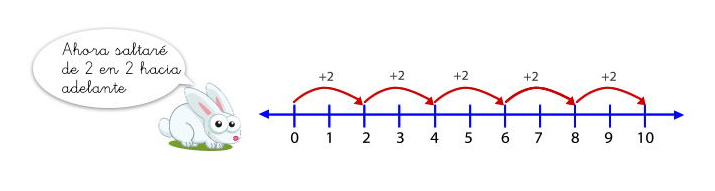 Ahora saltaré
de 2 en 2 hacia
adelante
+2 +2 +2 +2 +2
0 1 2 3 4 5 6 7 8 9 10